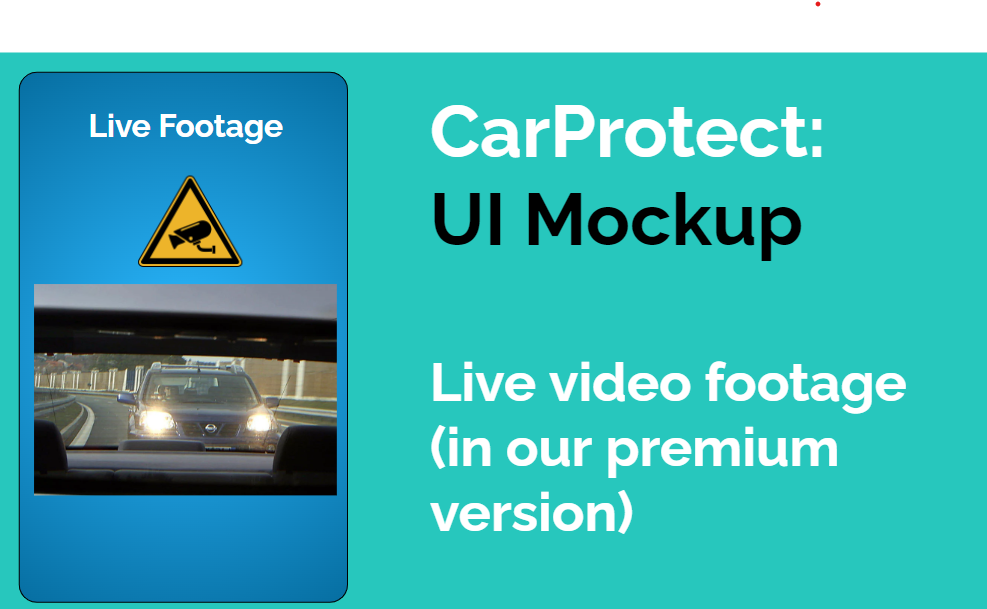 Live Footage
CarProtect:
UI Mockup
Live video footage
(in our premium
version)